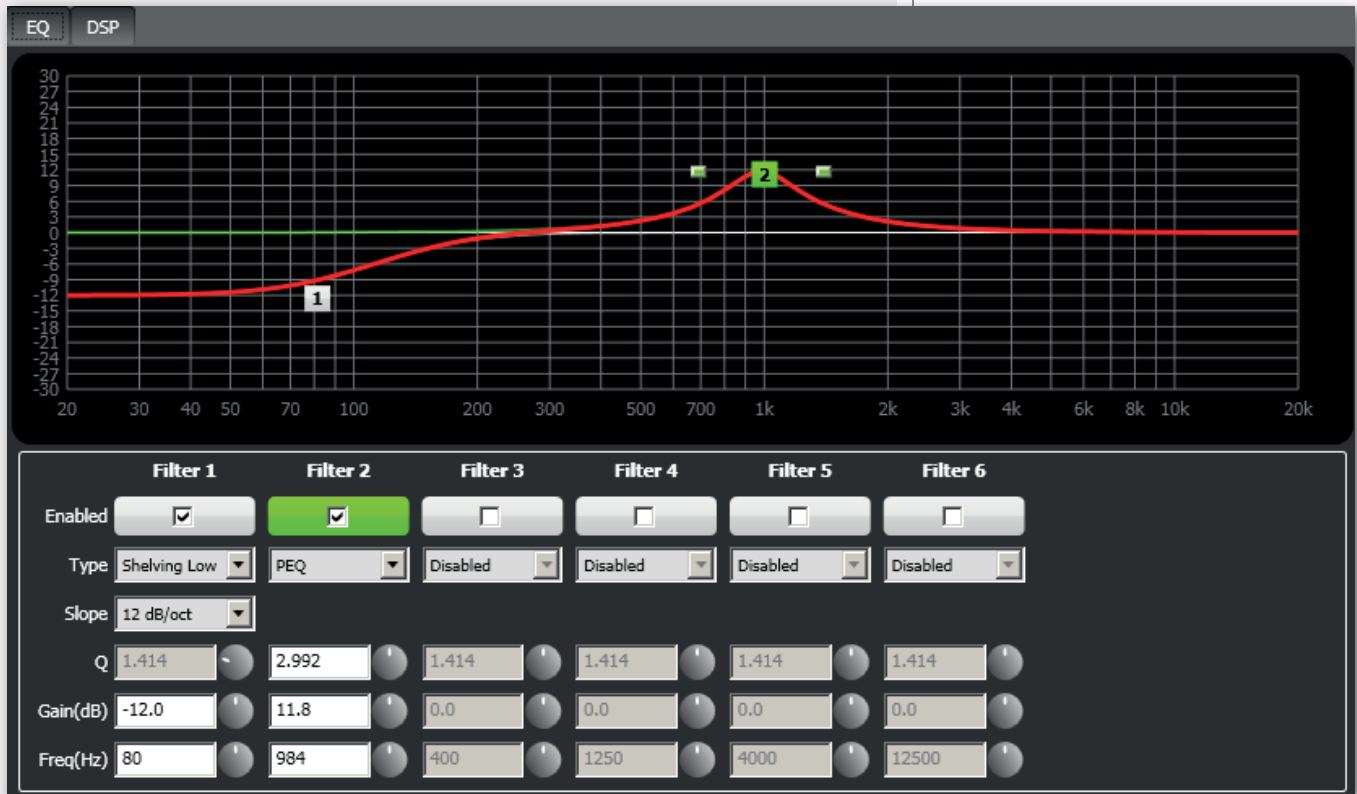 EQ DSP
30
27
24
21
18
15
12
9
6
3
0
-3
-6
-9
-12
-15
-18
-21
-24
-27
-30
2
1
20 30 40 50 70 100 200 300 500 700 1k 2k 3k 4k 6k 8k 10k 20k
Filter 1 Filter 2 Filter 3 Filter 4 Filter 5 Filter 6
Enabled
Type Shelving Low PEQ Disabled Disabled Disabled Disabled
Slope 12 dB/oct
Q 1.414 2.992 1.414 1.414 1.414 1.414
Gain(dB) -12.0 11.8 0.0 0.0 0.0 0.0
Freq(Hz) 80 984 400 1250 4000 12500